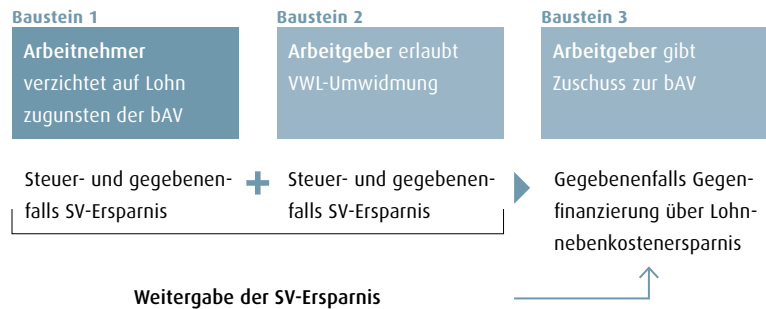 Baustein 1
Arbeitnehmer
verzichtet auf Lohn
zugunsten der bAV
Steuer- und gegebenen-
falls SV-Ersparnis
+
Baustein 2
Arbeitgeber erlaubt
VWL-Umwidmung
Steuer- und gegebenen-
falls SV-Ersparnis
Baustein 3
Arbeitgeber gibt
Zuschuss zur bAV
Gegebenenfalls Gegen-
finanzierung über Lohn-
nebenkostenersparnis
Weitergabe der SV-Ersparnis